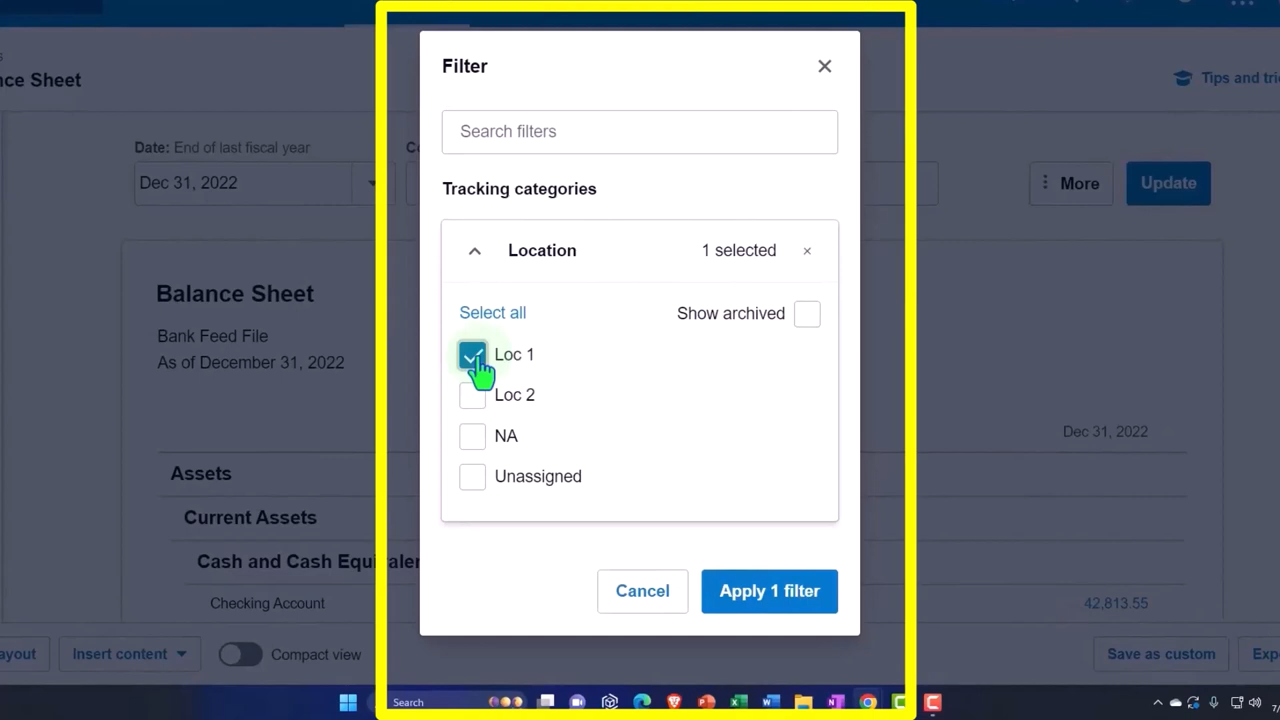 nce Sheet
Tips and tri
Filter
Search filters
Tracking categories
Location 1 selected
Select all Show archived
Loc 1
Loc 2
NA
Unassigned
Cancel Apply 1 filter
Date: End of last fiscal year
Dec 31, 2022
More Update
Balance Sheet
Bank Feed File
As of December 31, 2022
Dec 31, 2022
Assets
Current Assets
Cash and Cash Equivalen
Checking Account 42,813.55
ayout Insert content Compact view Save as custom Expo
Search